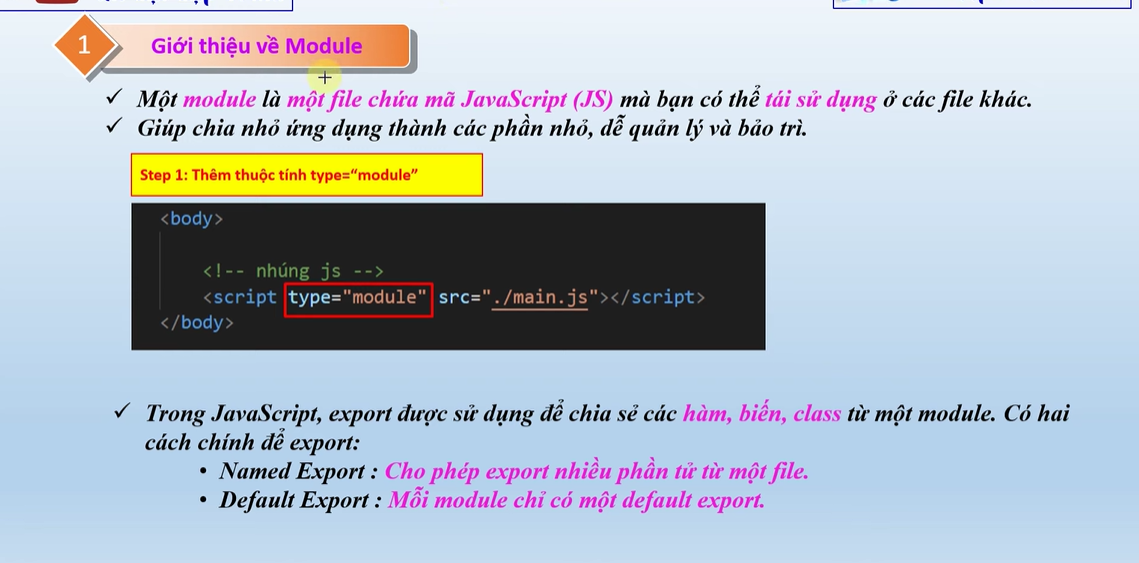 1
Giới thiệu về Module
✓ Một module là một file chứa mã JavaScript (JS) mà bạn có thể tái sử dụng ở các file khác.
✓ Giúp chia nhỏ ứng dụng thành các phần nhỏ, dễ quản lý và bảo trì.
Step 1: Thêm thuộc tính type=“module”
<body>
<!-- nhúng js -->
<script type="module" src="./main.js"></script>
</body>
✓ Trong JavaScript, export được sử dụng để chia sẻ các hàm, biến, class từ một module. Có hai
cách chính để export:
• Named Export : Cho phép export nhiều phần tử từ một file.
• Default Export : Mỗi module chỉ có một default export.